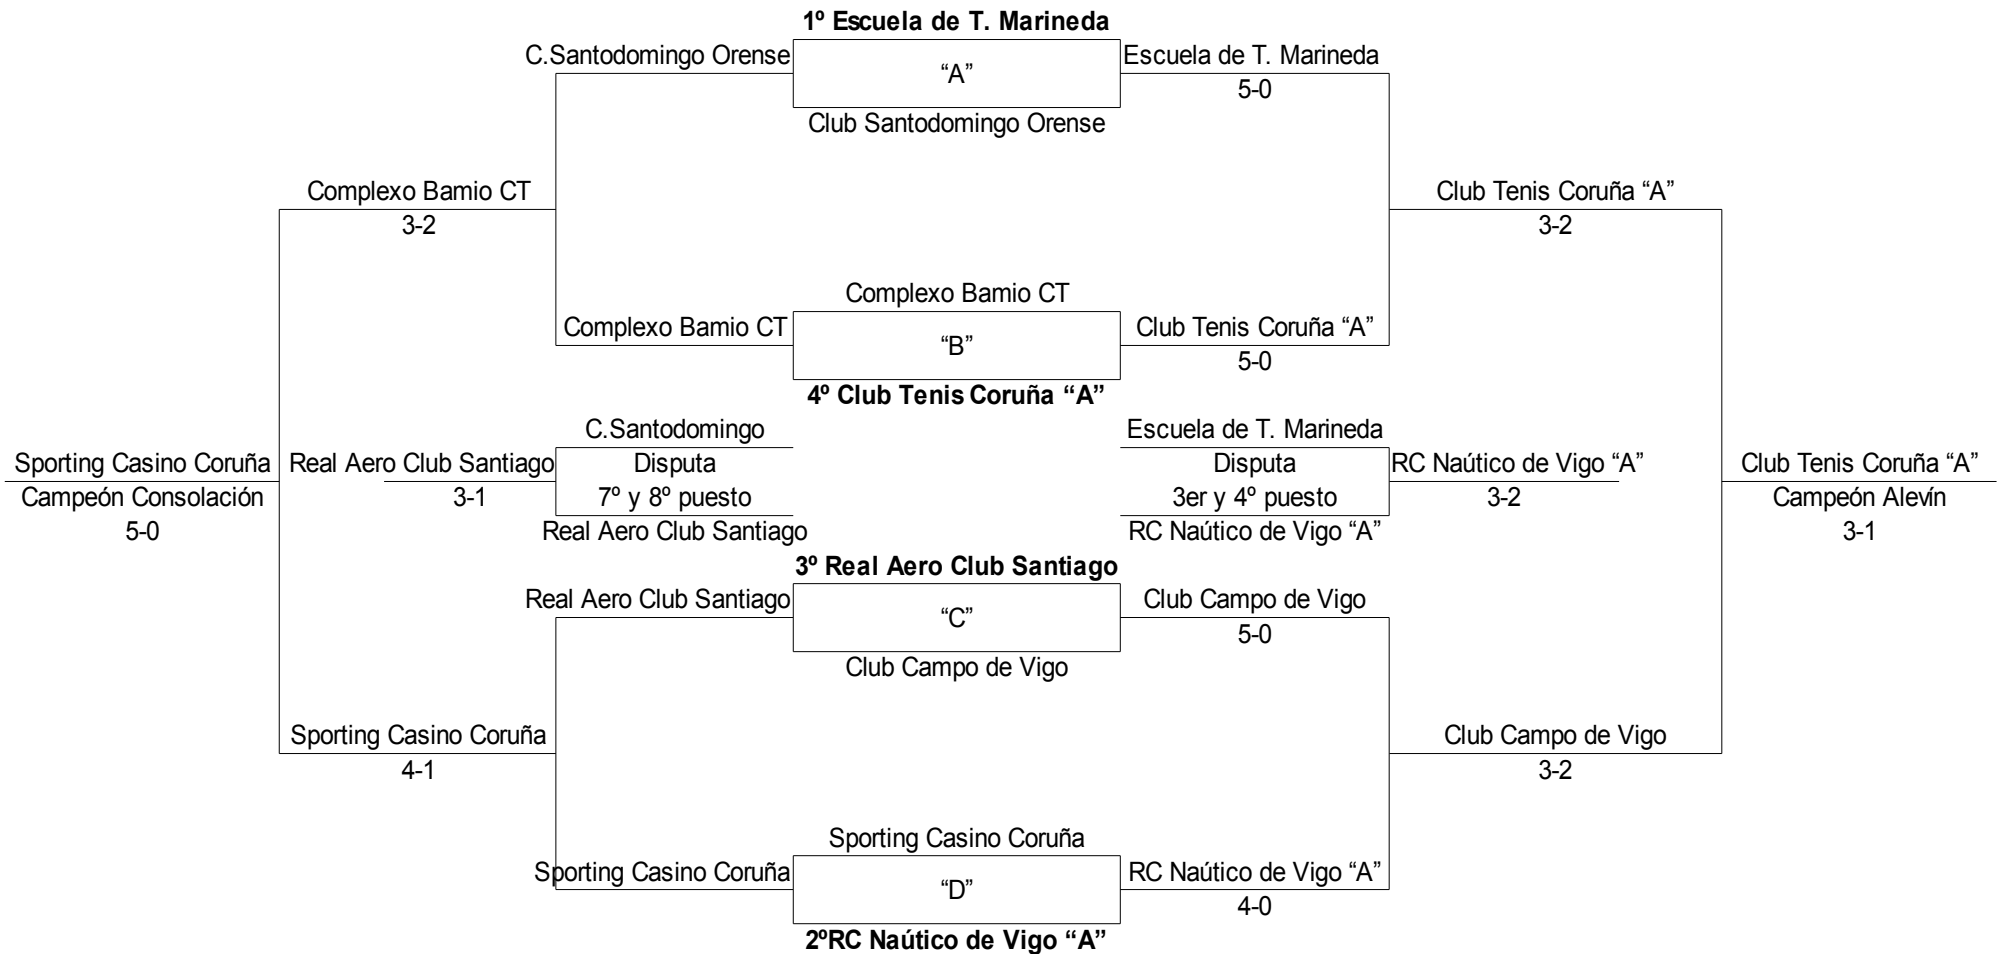 1º Escuela de T. Marineda
C.Santodomingo Orense
“A”
Escuela de T. Marineda
5-0
Club Santodomingo Orense
Complexo Bamio CT
3-2
Club Tenis Coruña “A”
3-2
Complexo Bamio CT
Complexo Bamio CT
“B”
Club Tenis Coruña “A”
5-0
4º Club Tenis Coruña “A”
C.Santodomingo
Escuela de T. Marineda
Sporting Casino Coruña
Real Aero Club Santiago
Disputa
Disputa
RC Naútico de Vigo “A”
Club Tenis Coruña “A”
Campeón Consolación
3-1
7º y 8º puesto
3er y 4º puesto
3-2
Campeón Alevín
5-0
Real Aero Club Santiago
RC Naútico de Vigo “A”
3-1
3º Real Aero Club Santiago
Real Aero Club Santiago
“C”
Club Campo de Vigo
5-0
Club Campo de Vigo
Sporting Casino Coruña
4-1
Club Campo de Vigo
3-2
Sporting Casino Coruña
Sporting Casino Coruña
“D”
RC Naútico de Vigo “A”
4-0
2ºRC Naútico de Vigo “A”